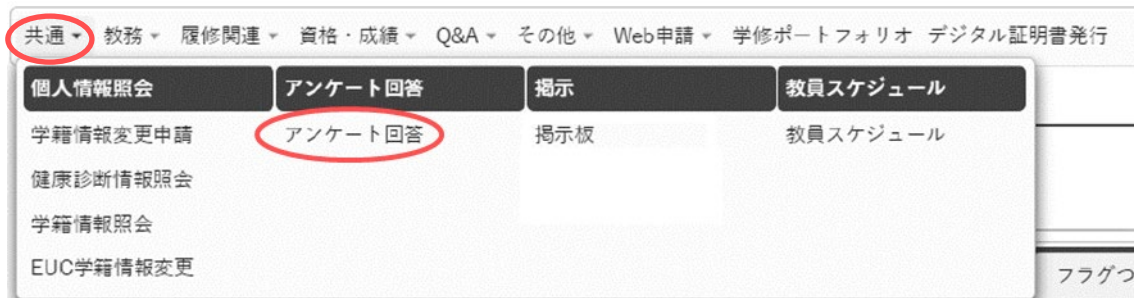 共通 教務 履修関連 資格・成績 Q&A その他 Web申請 学修ポートフォリオ デジタル証明書発行
個人情報照会 アンケート回答 掲示 教員スケジュール
学籍情報変更申請 アンケート回答 掲示板 教員スケジュール
健康診断情報照会
学籍情報照会
EUC学籍情報変更
フラグつ